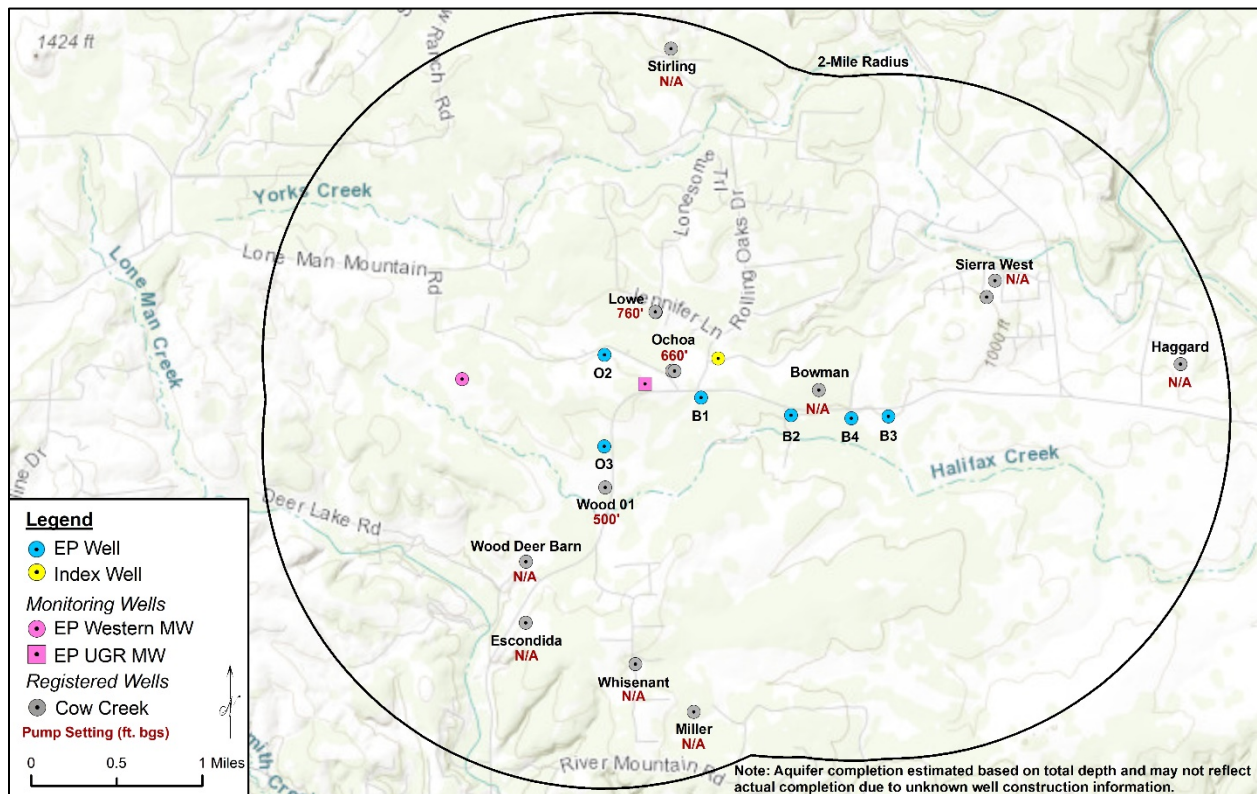 1424 ft
w Ranch Rd
Stirling
N/A
2-Mile Radius
Yorks Creek
Lonesom
Trl
Rolling Oaks Dr
Lone Man Mountain Rd
Lone Man Creek
Sierra West
N/A
Lowe
760'
Jennifer Ln
1000 ft
Ochoa
660'
Haggard
N/A
O2
Bowman
N/A
B1
B2
B4
B3
O3
Halifax Creek
Wood 01
500'
line Dr
Deer Lake Rd
Wood Deer Barn
N/A
Escondida
N/A
Whisenant
N/A
Miller
N/A
River Mountain Rd
mith Cre
Legend
EP Well
Index Well
Monitoring Wells
EP Western MW
EP UGR MW
Registered Wells
Cow Creek
Pump Setting (ft. bgs)
N
0 0.5 1 Miles
Note: Aquifer completion estimated based on total depth and may not reflect
actual completion due to unknown well construction information.